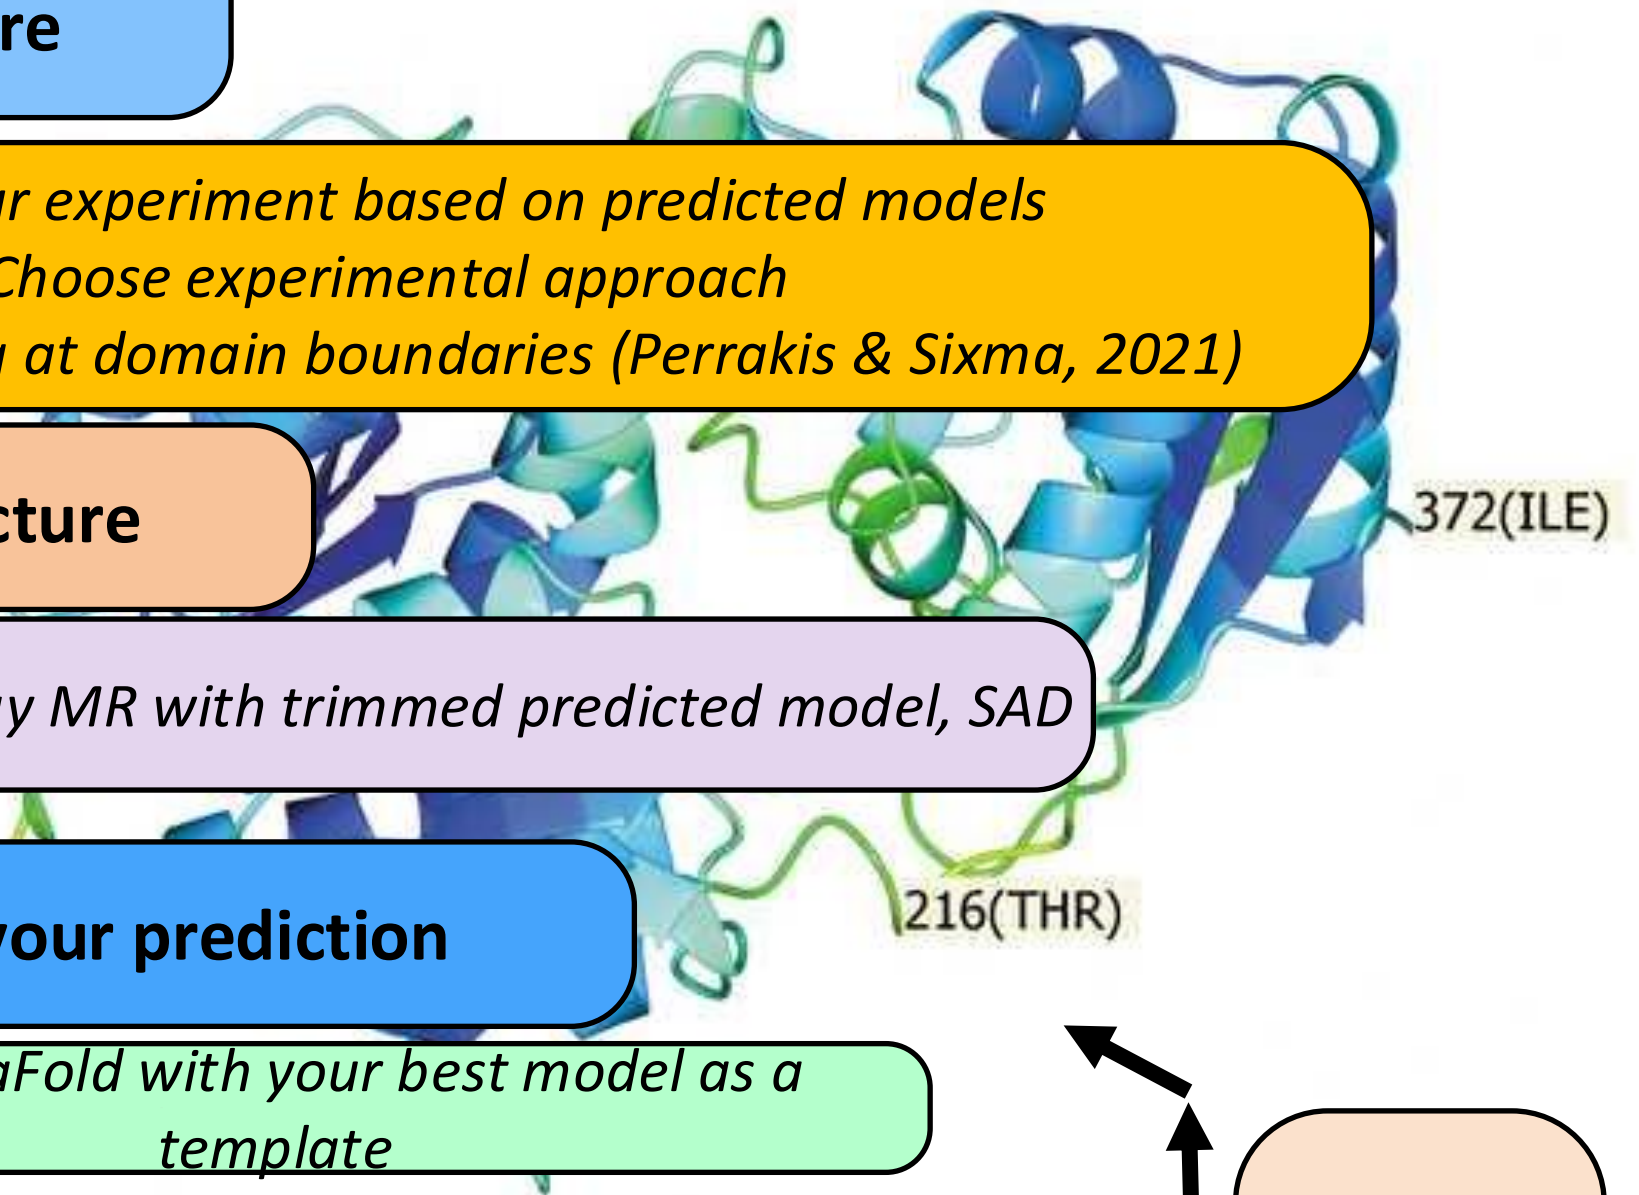 re
ur experiment based on predicted models
Choose experimental approach
at domain boundaries (Perrakis & Sixma, 2021)
cture
372(ILE)
y MR with trimmed predicted model, SAD
216(THR)
your prediction
aFold with your best model as a
template